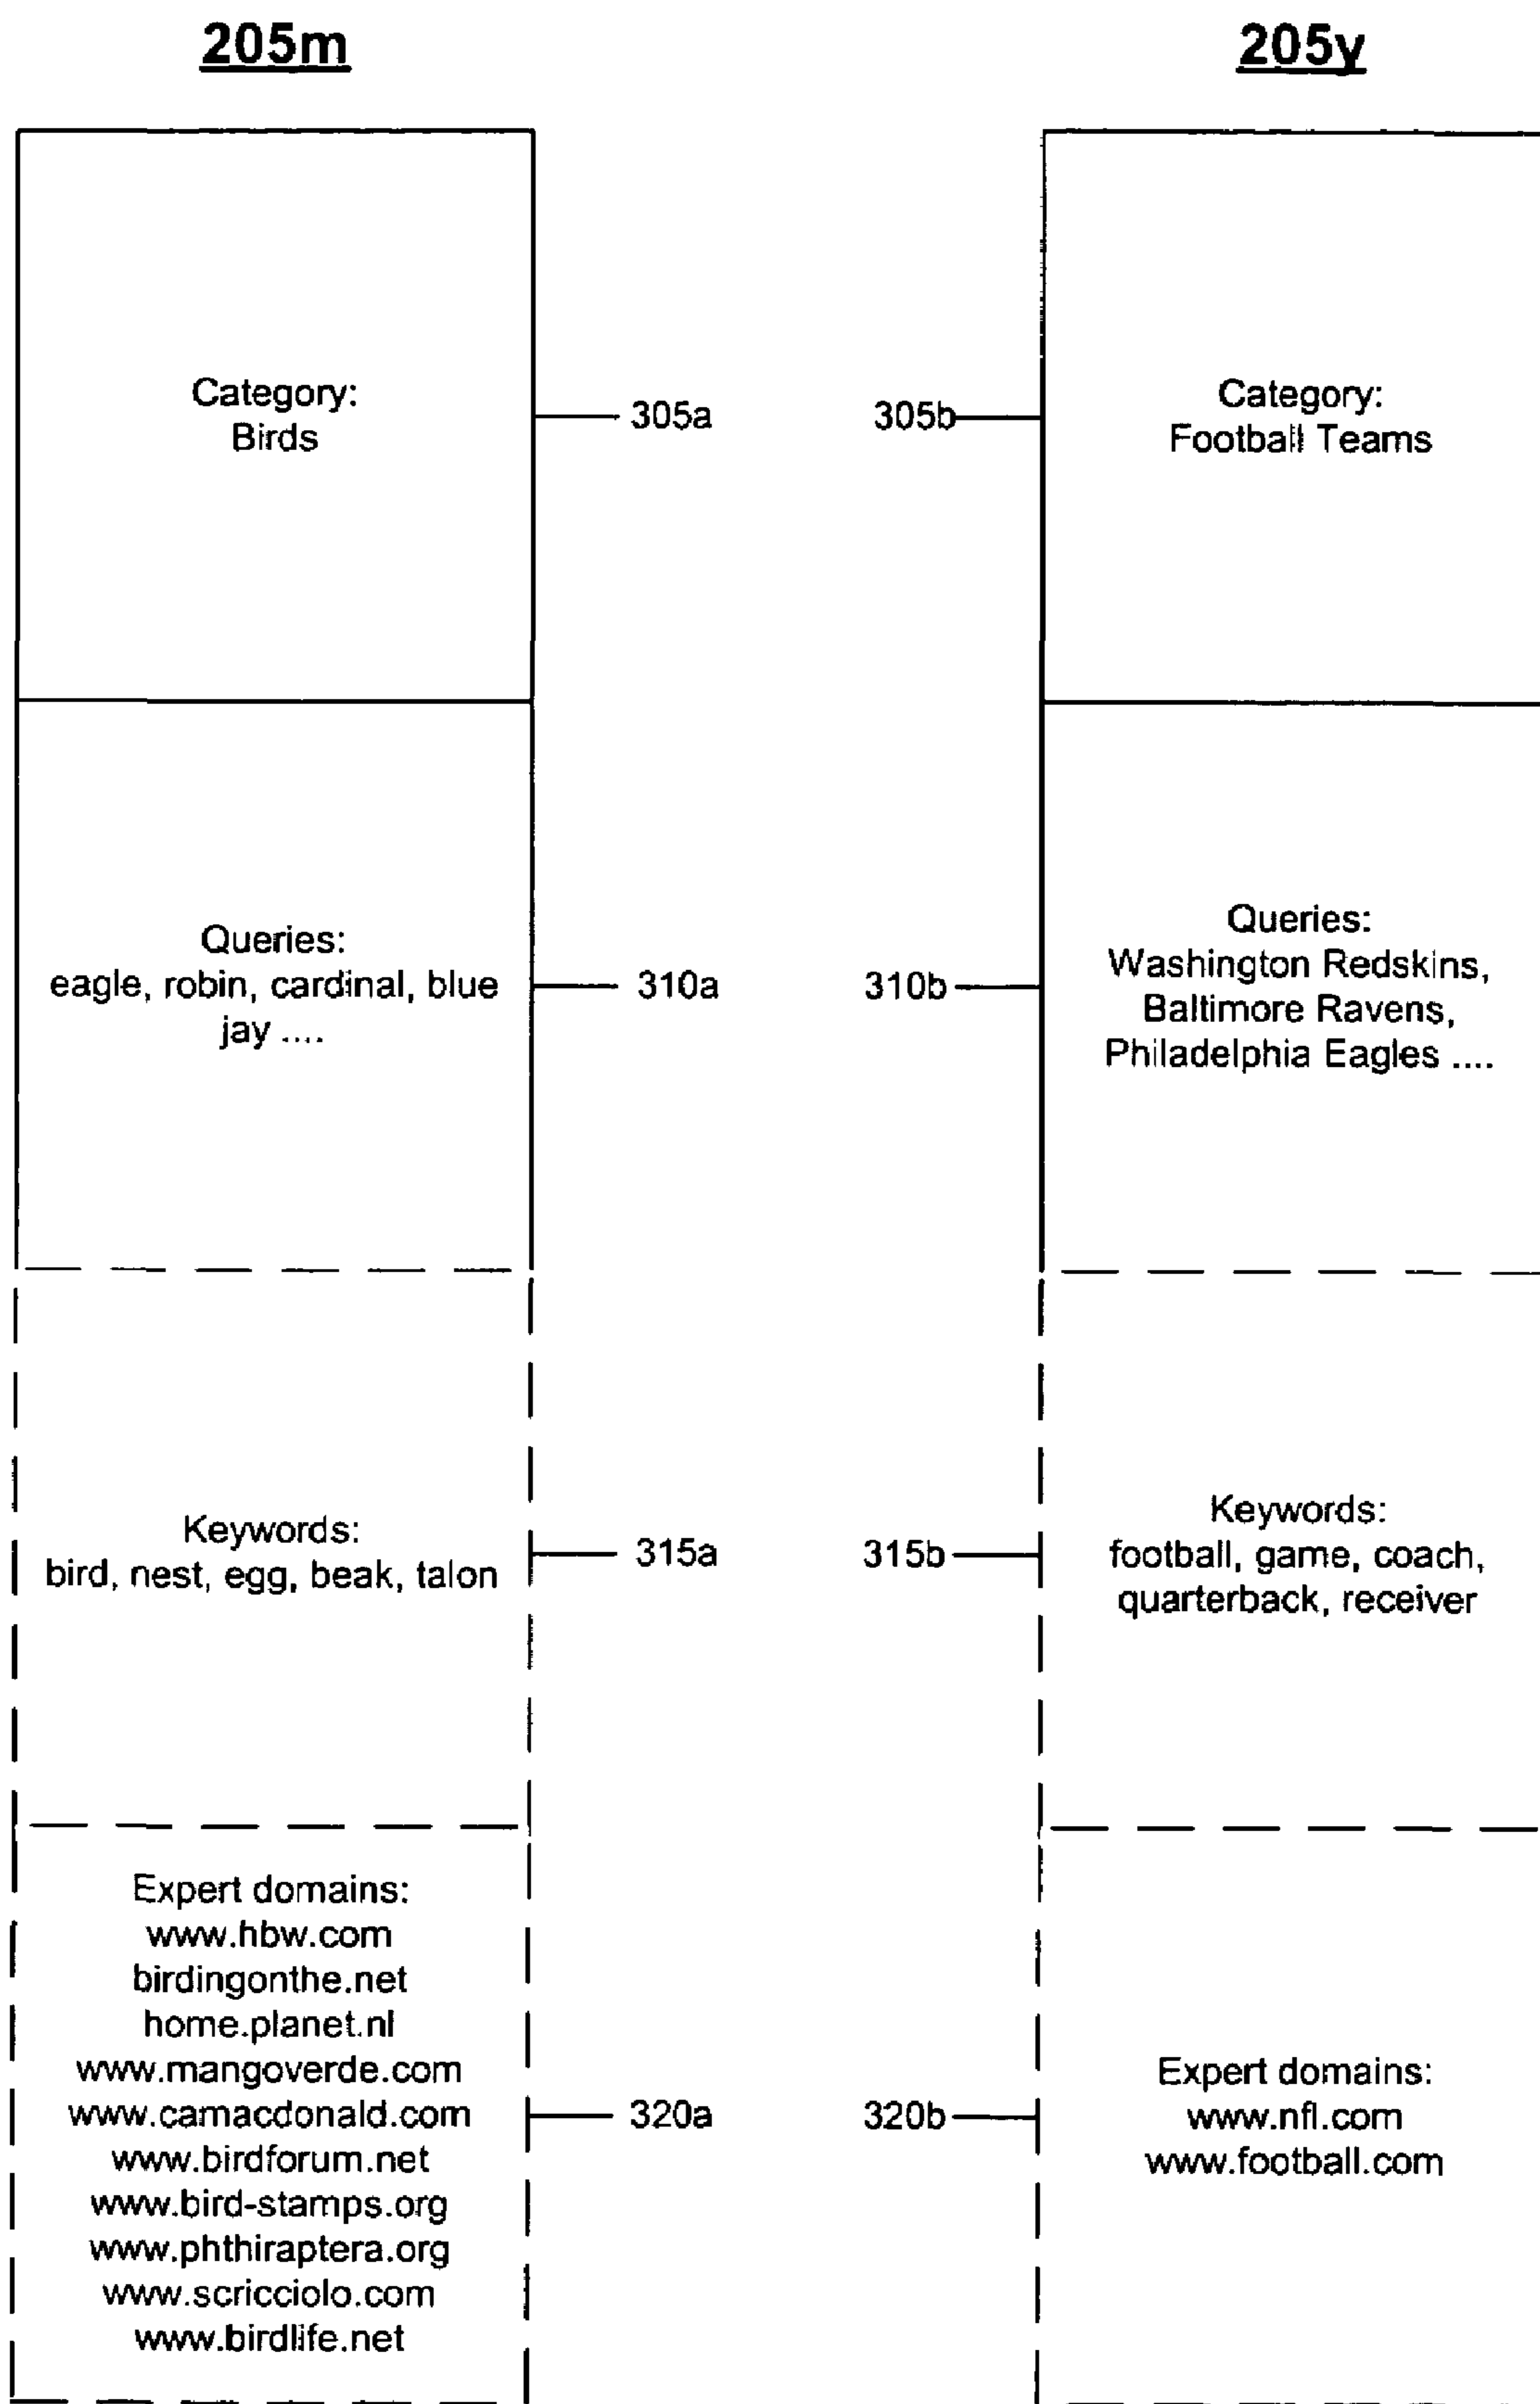 205m
205y
Category:
Birds
305a
305b
Category:
Football Teams
Queries:
eagle, robin, cardinal, blue
jay ....
310a
310b
Queries:
Washington Redskins,
Baltimore Ravens,
Philadelphia Eagles ....
Keywords:
bird, nest, egg, beak, talon
315a
315b
Keywords:
football, game, coach,
quarterback, receiver
Expert domains:
www.hbw.com
birdingonthe.net
home.planet.nl
www.mangoverde.com
www.camacdonald.com
www.birdforum.net
www.bird-stamps.org
www.phthiraptera.org
www.scricciolo.com
www.birdlife.net
320a
320b
Expert domains:
www.nfl.com
www.football.com